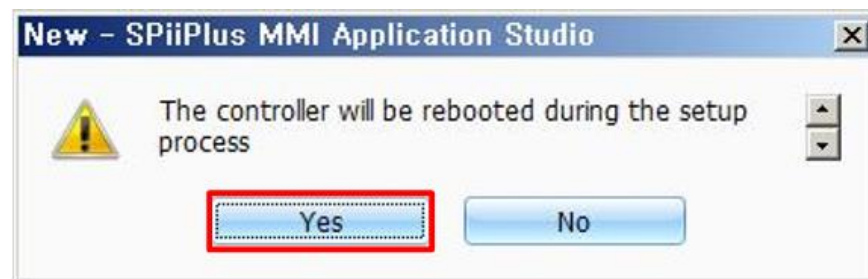 New - SPiiPlus MMI Application Studio
The controller will be rebooted during the setup
process
Yes No